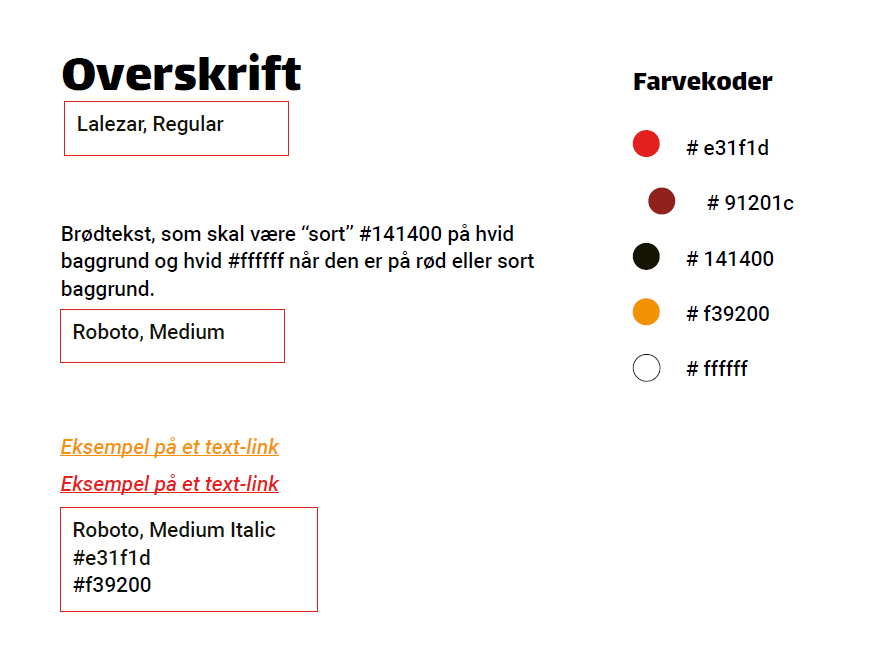 Overskrift
Lalezar, Regular
Brødtekst, som skal være “sort” #141400 på hvid
baggrund og hvid #ffffff når den er på rød eller sort
baggrund.
Roboto, Medium
Eksempel på et text-link
Eksempel på et text-link
Roboto, Medium Italic
#e31f1d
#f39200
Farvekoder
# e31f1d
# 91201c
# 141400
# f39200
# ffffff